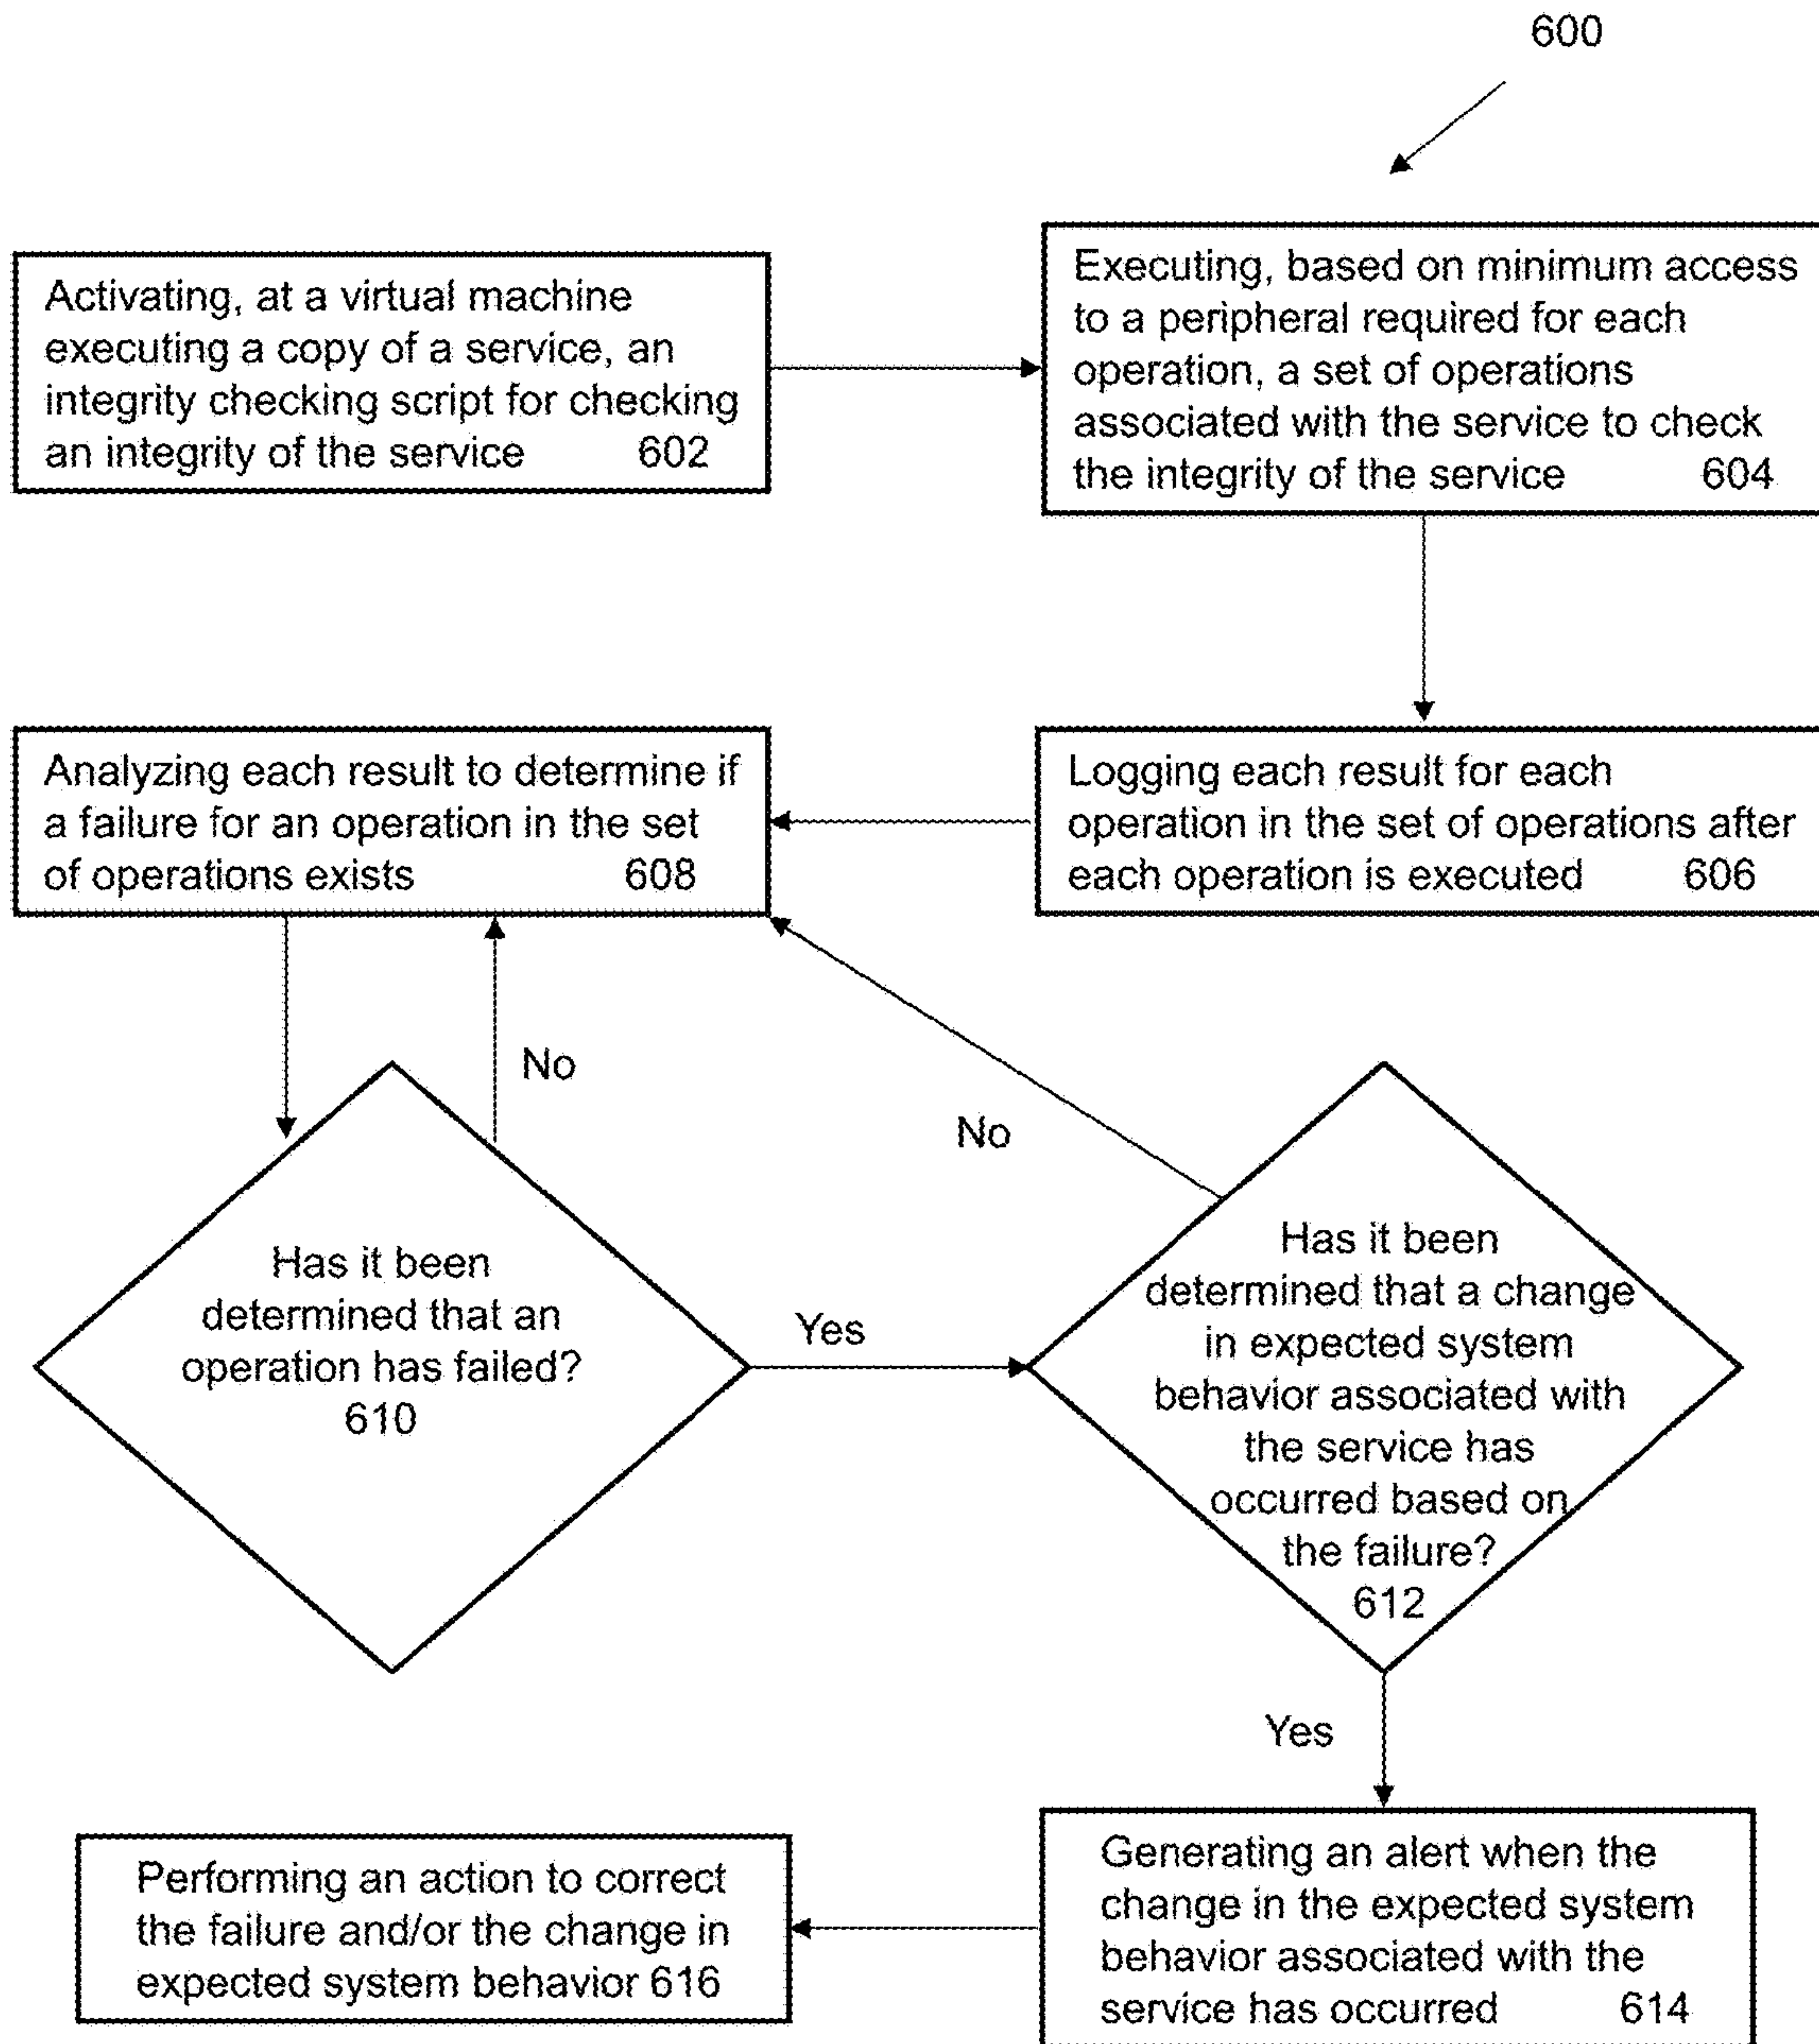 600
Activating, at a virtual machine
executing a copy of a service, an
integrity checking script for checking
an integrity of the service 602
Executing, based on minimum access
to a peripheral required for each
operation, a set of operations
associated with the service to check
the integrity of the service 604
Logging each result for each
operation in the set of operations after
each operation is executed 606
Analyzing each result to determine if
a failure for an operation in the set
of operations exists 608
No
Has it been
determined that an
operation has failed?
610
Yes
No
Has it been
determined that a change
in expected system
behavior associated with
the service has
occurred based on
the failure?
612
Yes
Generating an alert when the
change in the expected system
behavior associated with the
service has occurred 614
Performing an action to correct
the failure and/or the change in
expected system behavior 616